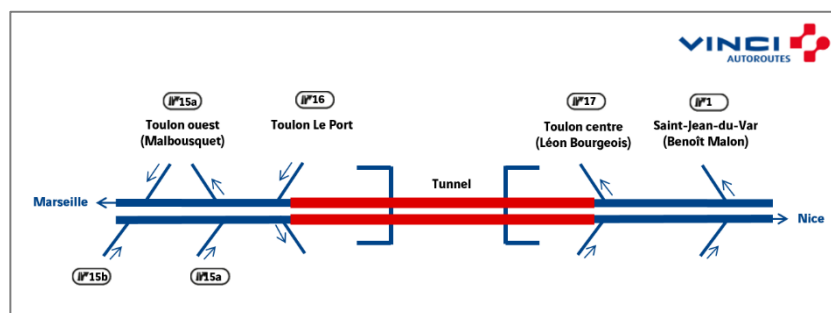 VINCI
AUTOROUTES
15a
16
17
1
Toulon ouest
(Malbousquet)
Toulon Le Port
Toulon centre
(Léon Bourgeois)
Saint-Jean-du-Var
(Benoît Malon)
Tunnel
Marseille
Nice
15b
15a